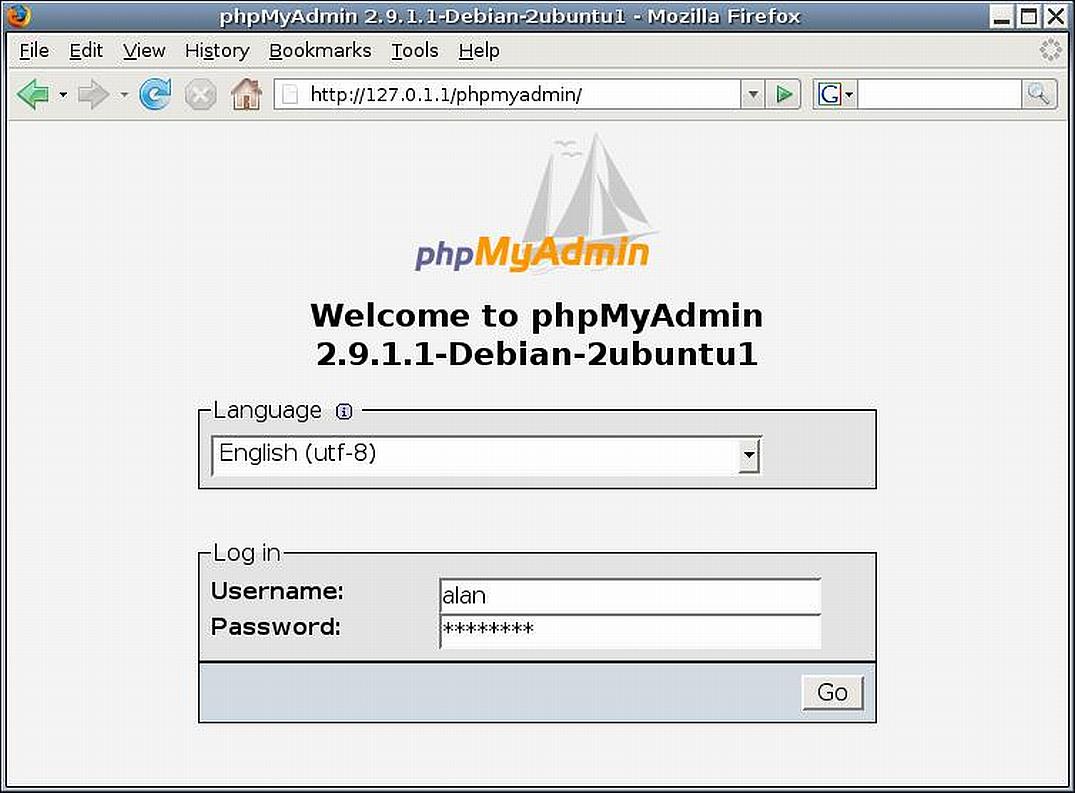 phpMyAdmin 2.9.1.1-Debian-2ubuntu1 - Mozilla Firefox
File Edit View History Bookmarks Tools Help
http://127.0.1.1/phpmyadmin/ G
phpMyAdmin
Welcome to phpMyAdmin
2.9.1.1-Debian-2ubuntu1
Language i
English (utf-8)
Log in
Username: alan
Password: ********
Go